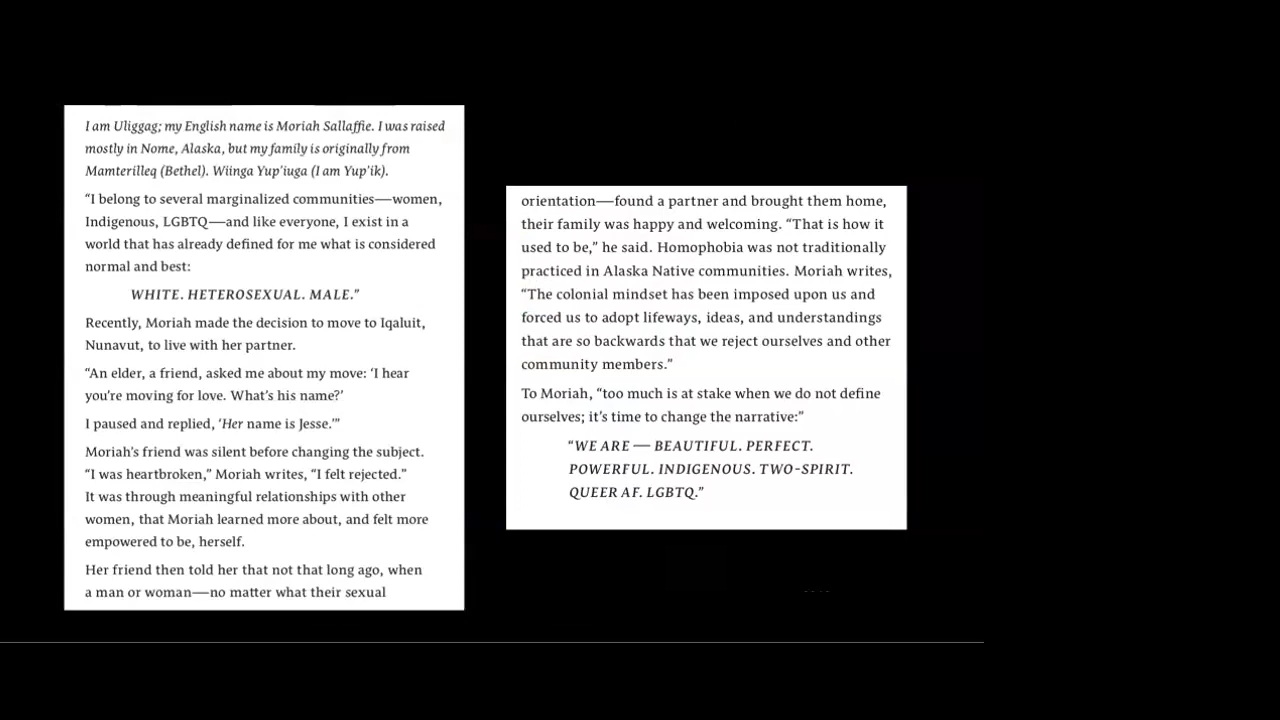 I am Uliggag; my English name is Moriah Sallaffie. I was raised
mostly in Nome, Alaska, but my family is originally from
Mamterilleq (Bethel). Wiinga Yup'iuga (I am Yup'ik).
“I belong to several marginalized communities—women,
Indigenous, LGBTQ—and like everyone, I exist in a
world that has already defined for me what is considered
normal and best:
WHITE. HETEROSEXUAL. MALE.”
Recently, Moriah made the decision to move to Iqaluit,
Nunavut, to live with her partner.
“An elder, a friend, asked me about my move: ‘I hear
you're moving for love. What's his name?’
I paused and replied, ‘Her name is Jesse.’”
Moriah's friend was silent before changing the subject.
“I was heartbroken,” Moriah writes, “I felt rejected.”
It was through meaningful relationships with other
women, that Moriah learned more about, and felt more
empowered to be, herself.
Her friend then told her that not that long ago, when
a man or woman—no matter what their sexual
orientation—found a partner and brought them home,
their family was happy and welcoming. “That is how it
used to be,” he said. Homophobia was not traditionally
practiced in Alaska Native communities. Moriah writes,
“The colonial mindset has been imposed upon us and
forced us to adopt lifeways, ideas, and understandings
that are so backwards that we reject ourselves and other
community members.”
To Moriah, “too much is at stake when we do not define
ourselves; it's time to change the narrative:”
“WE ARE — BEAUTIFUL. PERFECT.
POWERFUL. INDIGENOUS. TWO-SPIRIT.
QUEER AF. LGBTQ.”